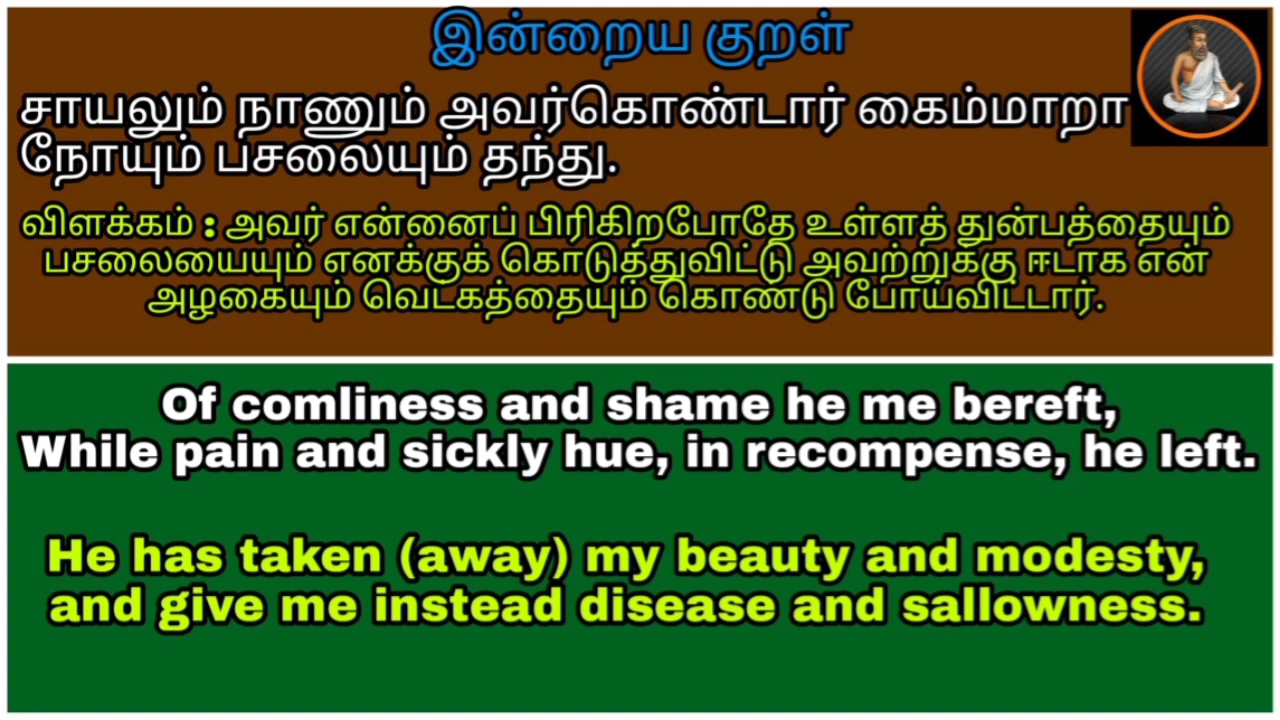 இன்றைய குறள்
சாயலும் நாணும் அவர்கொண்டார் கைம்மாறா
நோயும் பசலையும் தந்து.
விளக்கம் : அவர் என்னைப் பிரிகிறபோதே உள்ளத் துன்பத்தையும்
பசலையையும் எனக்குக் கொடுத்துவிட்டு அவற்றுக்கு ஈடாக என்
அழகையும் வெட்கத்தையும் கொண்டு போய்விட்டார்.
Of comliness and shame he me bereft,
While pain and sickly hue, in recompense, he left.
He has taken (away) my beauty and modesty,
and give me instead disease and sallowness.